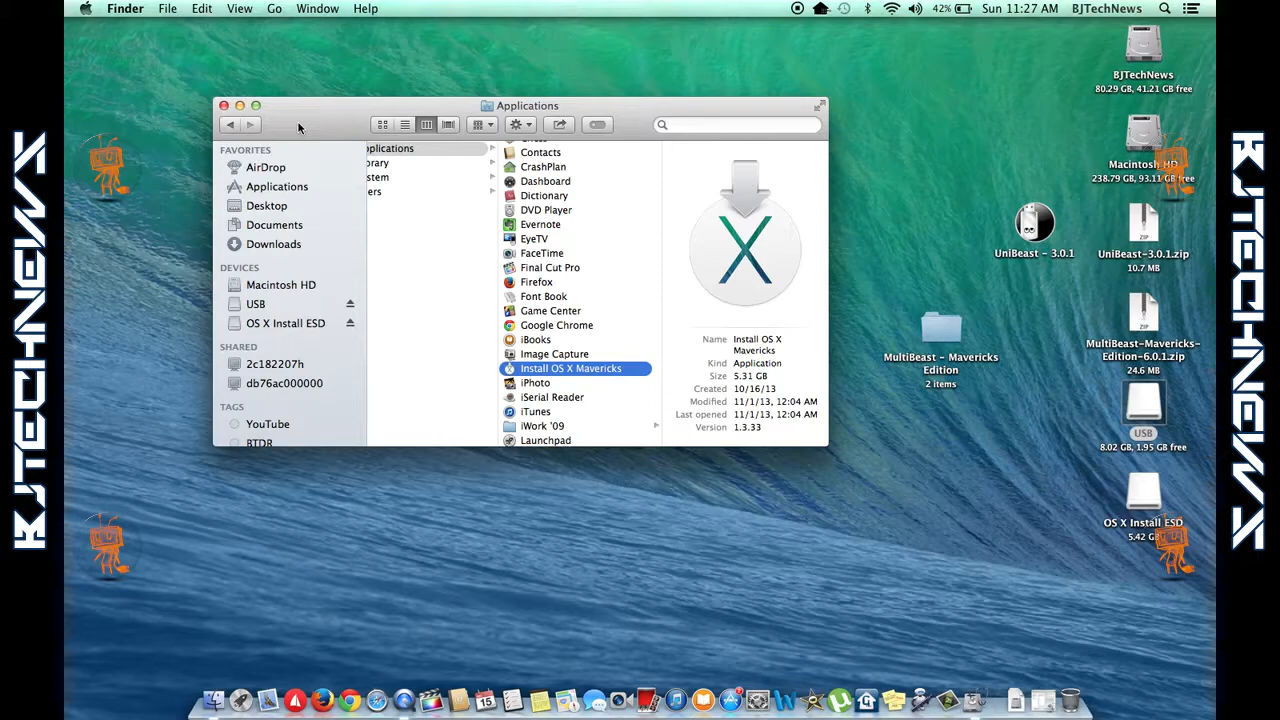 Finder File Edit View Go Window Help 42% Sun 11:27 AM BJTechNews
Applications
FAVORITES
AirDrop
Applications
Desktop
Documents
Downloads
DEVICES
Macintosh HD
USB
OS X Install ESD
SHARED
2c182207h
db76ac000000
TAGS
YouTube
BTDR
plications
rary
stem
ers
Contacts
CrashPlan
Dashboard
Dictionary
DVD Player
Evernote
EyeTV
FaceTime
Final Cut Pro
Firefox
Font Book
Game Center
Google Chrome
iBooks
Image Capture
Install OS X Mavericks
iPhoto
iSerial Reader
iTunes
iWork '09
Launchpad
X
Name Install OS X
Mavericks
Kind Application
Size 5.31 GB
Created 10/16/13
Modified 11/1/13, 12:04 AM
Last opened 11/1/13, 12:04 AM
Version 1.3.33
BJTechNews
80.29 GB, 41.21 GB free
Macintosh HD
238.79 GB, 93.11 GB free
UniBeast - 3.0.1
ZIP
UniBeast-3.0.1.zip
10.7 MB
MultiBeast - Mavericks
Edition
2 items
ZIP
MultiBeast-Mavericks-
Edition-6.0.1.zip
24.6 MB
USB
8.02 GB, 1.95 GB free
OS X Install ESD
5.42 GB
15
BJTECHNEWS
BJTECHNEWS